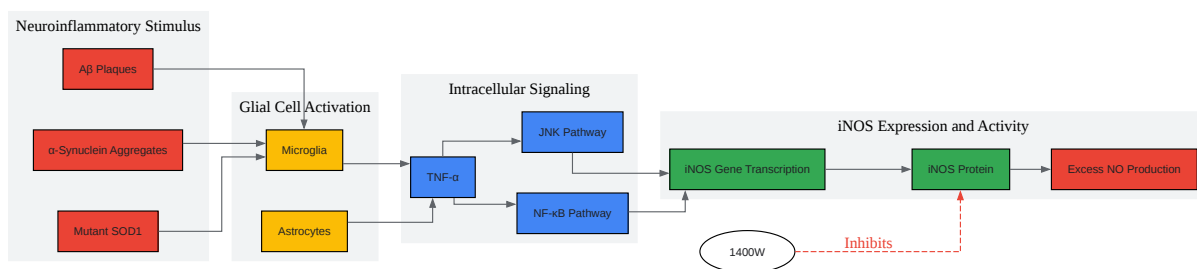 Neuroinflammatory Stimulus
Aβ Plaques
α-Synuclein Aggregates
Mutant SOD1
Glial Cell Activation
Microglia
Astrocytes
Intracellular Signaling
TNF-α
JNK Pathway
NF-κB Pathway
iNOS Expression and Activity
iNOS Gene Transcription
iNOS Protein
Excess NO Production
1400W
Inhibits